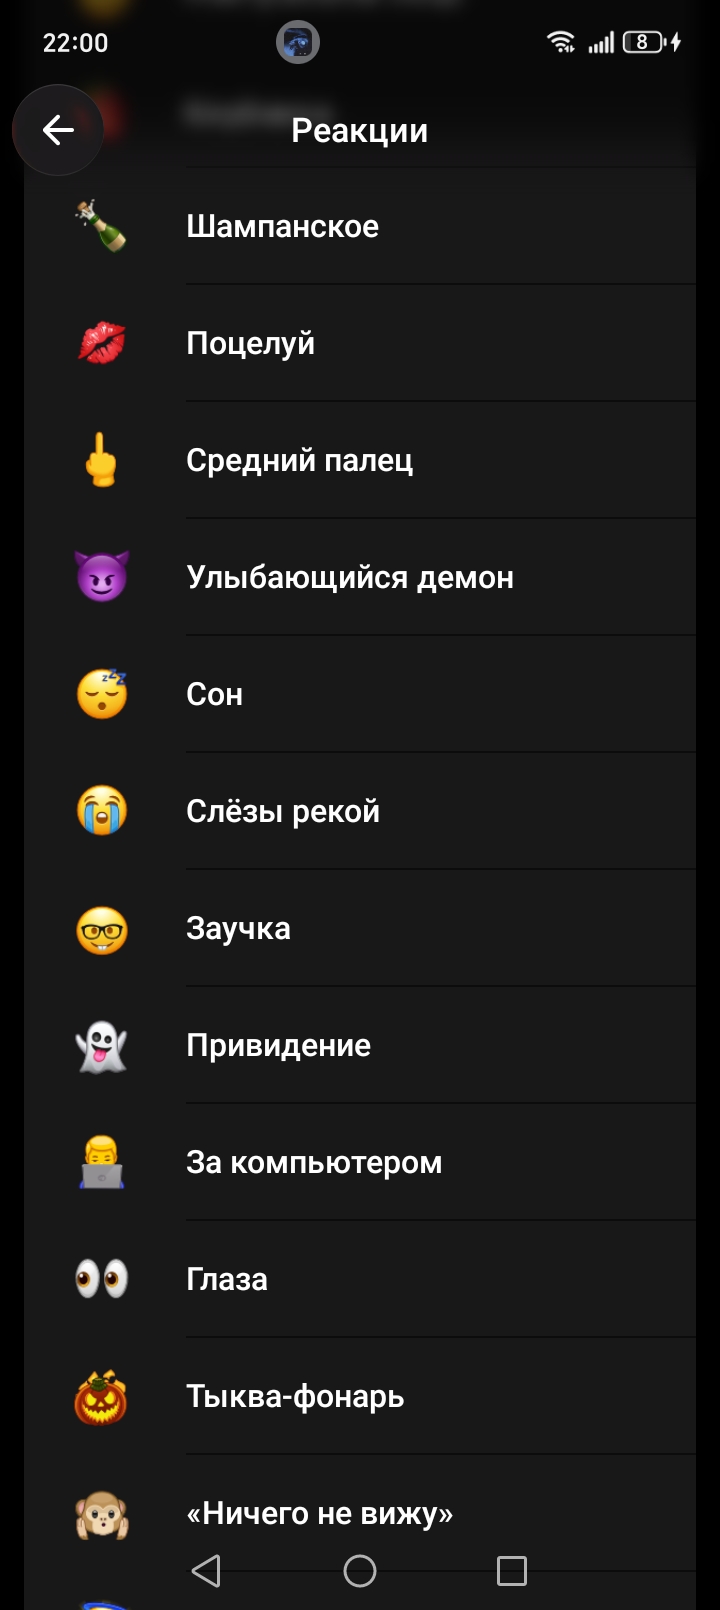 22:00
8
Реакции
Шампанское
Поцелуй
Средний палец
Улыбающийся демон
Сон
Слёзы рекой
Заучка
Привидение
За компьютером
Глаза
Тыква-фонарь
«Ничего не вижу»